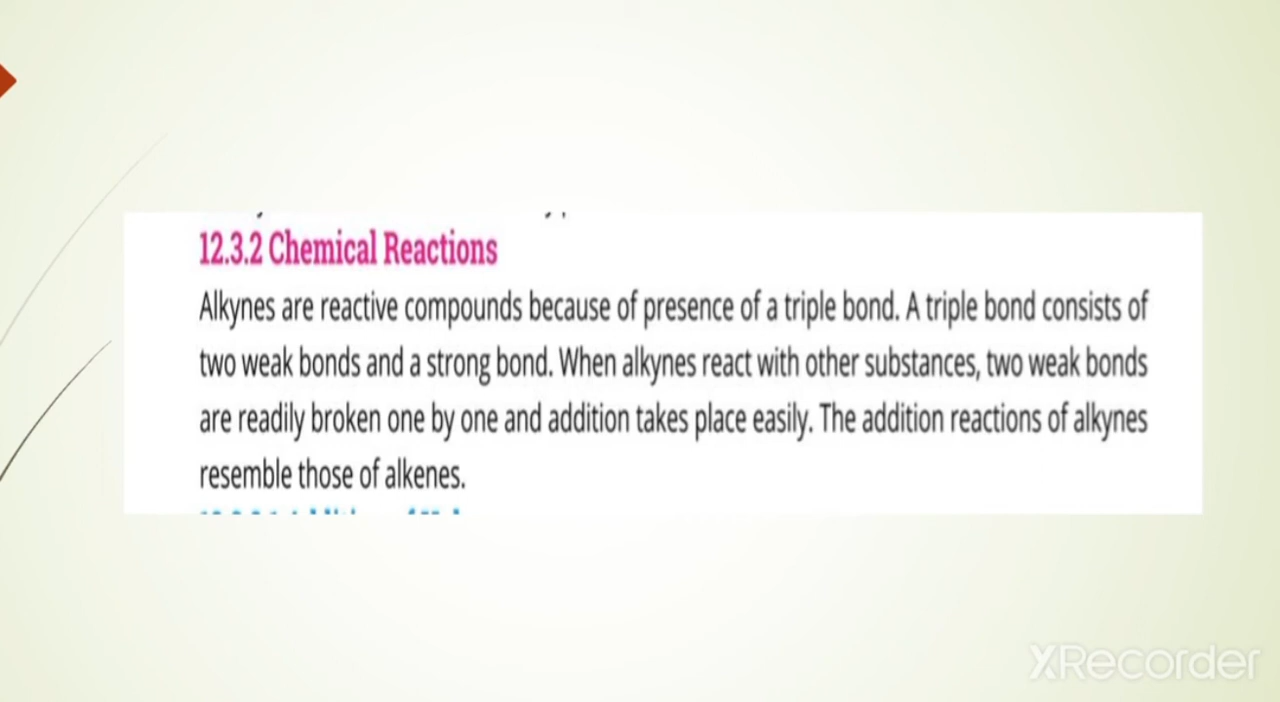 12.3.2 Chemical Reactions
Alkynes are reactive compounds because of presence of a triple bond. A triple bond consists of
two weak bonds and a strong bond. When alkynes react with other substances, two weak bonds
are readily broken one by one and addition takes place easily. The addition reactions of alkynes
resemble those of alkenes.
XRecorder